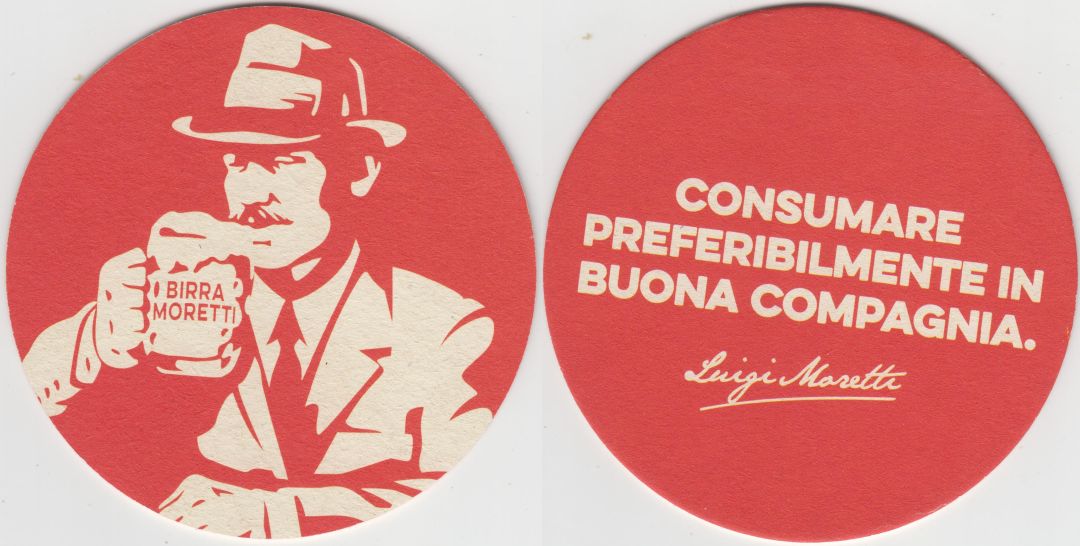 BIRRA
MORETTI
CONSUMARE
PREFERIBILMENTE IN
BUONA COMPAGNIA.
Luigi Moretti